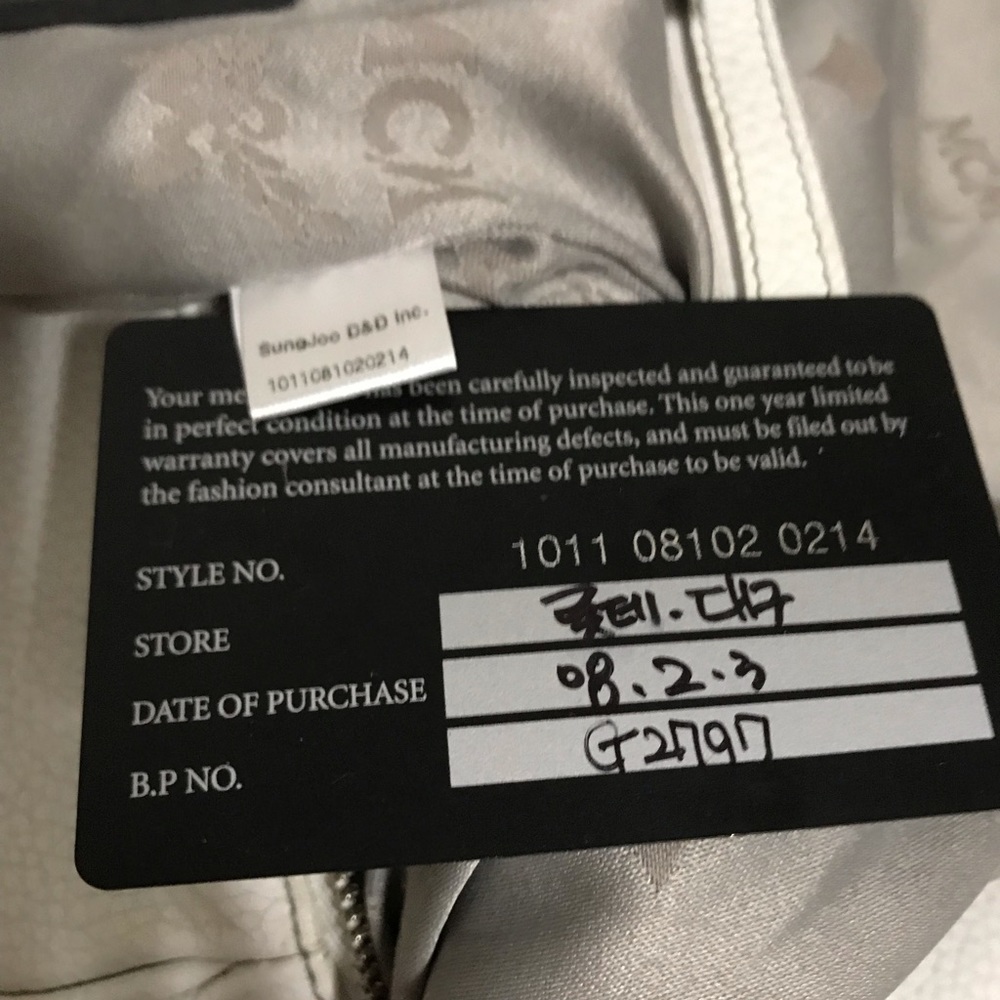 SungJoo D&D Inc.
1011081020214
Your me been carefully inspected and guaranteed to be
in perfect condition at the time of purchase. This one year limited
warranty covers all manufacturing defects, and must be filed out by
the fashion consultant at the time of purchase to be valid.
STYLE NO. 1011 08102 0214
STORE 롯데.대구
DATE OF PURCHASE 08.2.3
B.P NO. G27797